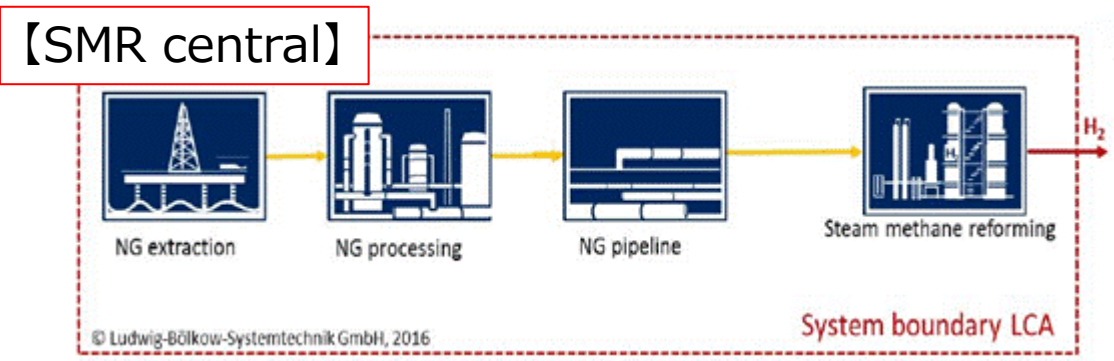 【SMR central】
H₂
H₂
NG extraction
NG processing
NG pipeline
Steam methane reforming
© Ludwig-Bölkow-Systemtechnik GmbH, 2016
System boundary LCA